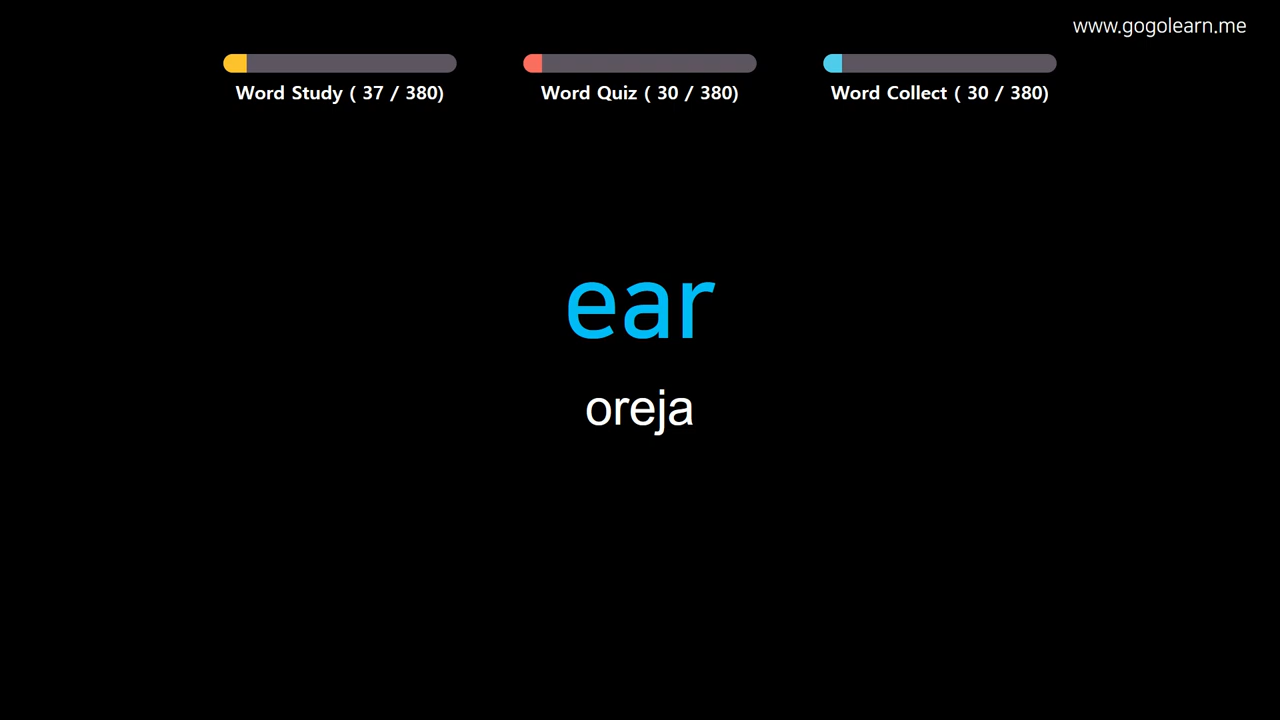 www.gogolearn.me
Word Study ( 37 / 380)
Word Quiz ( 30 / 380)
Word Collect ( 30 / 380)
ear
oreja